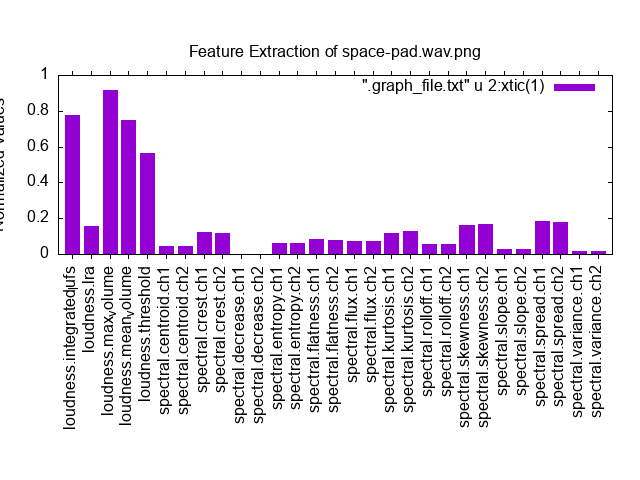 Feature Extraction of space-pad.wav.png
Normalized Values
".graph_file.txt" u 2:xtic(1)
1
0.8
0.6
0.4
0.2
0
loudness.integratedlufs
loudness.lra
loudness.maxvolume
loudness.meanvolume
loudness.threshold
spectral.centroid.ch1
spectral.centroid.ch2
spectral.crest.ch1
spectral.crest.ch2
spectral.decrease.ch1
spectral.decrease.ch2
spectral.entropy.ch1
spectral.entropy.ch2
spectral.flatness.ch1
spectral.flatness.ch2
spectral.flux.ch1
spectral.flux.ch2
spectral.kurtosis.ch1
spectral.kurtosis.ch2
spectral.rolloff.ch1
spectral.rolloff.ch2
spectral.skewness.ch1
spectral.skewness.ch2
spectral.slope.ch1
spectral.slope.ch2
spectral.spread.ch1
spectral.spread.ch2
spectral.variance.ch1
spectral.variance.ch2